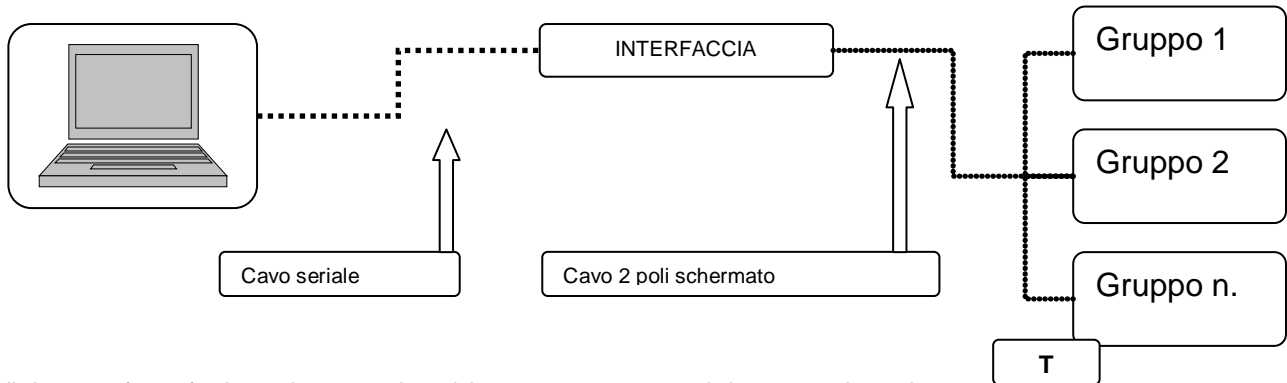 INTERFACCIA
Gruppo 1
Gruppo 2
Gruppo n.
Cavo seriale
Cavo 2 poli schermato
T